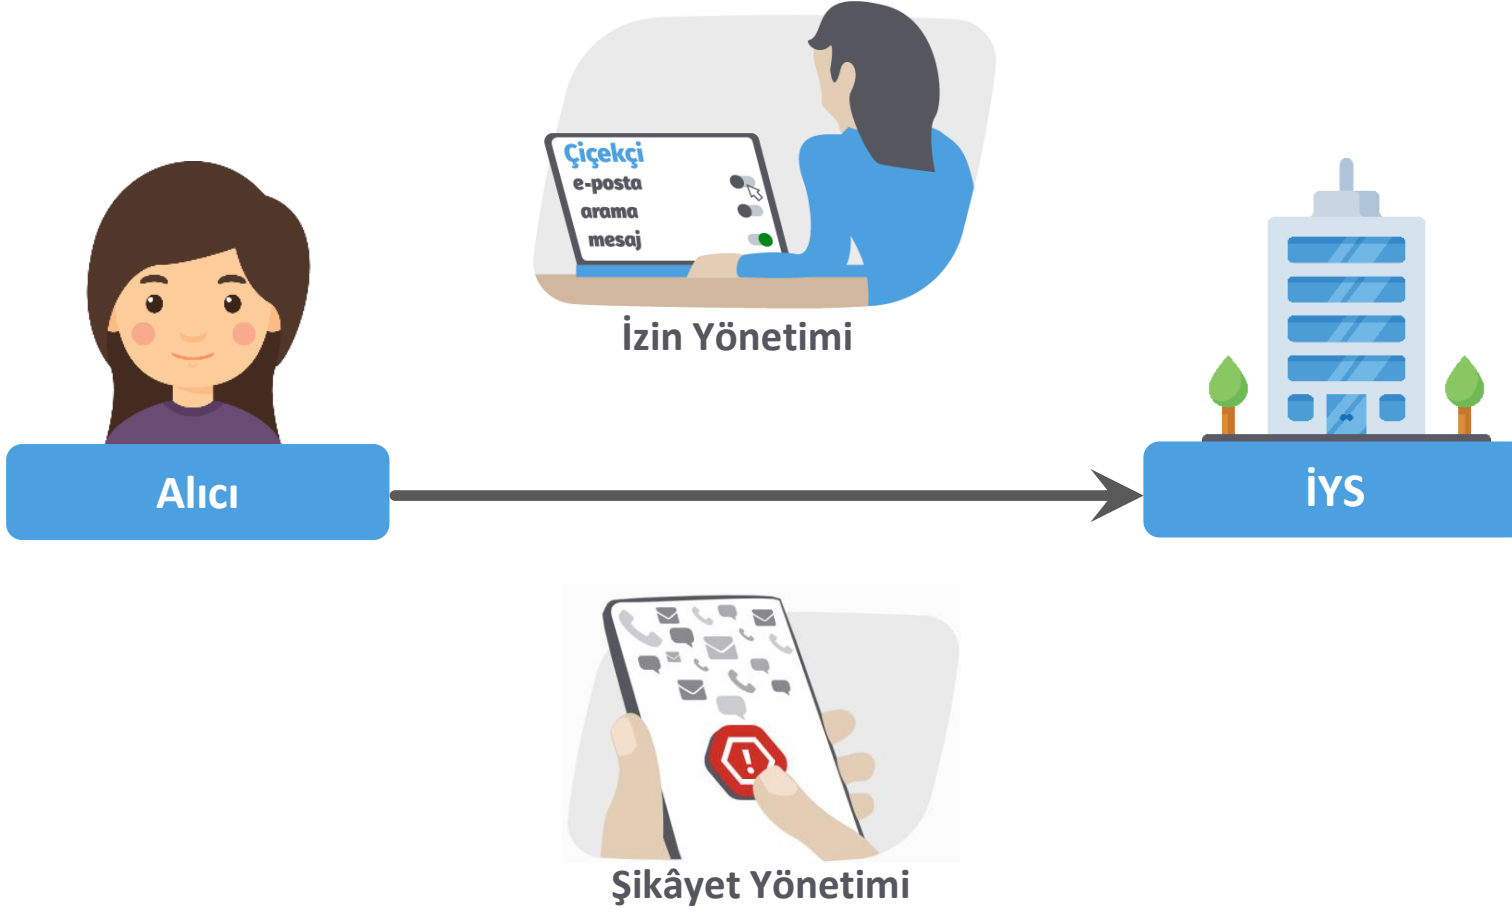 Çiçekçi
e-posta
arama
mesaj
İzin Yönetimi
Alıcı
İYS
Şikâyet Yönetimi